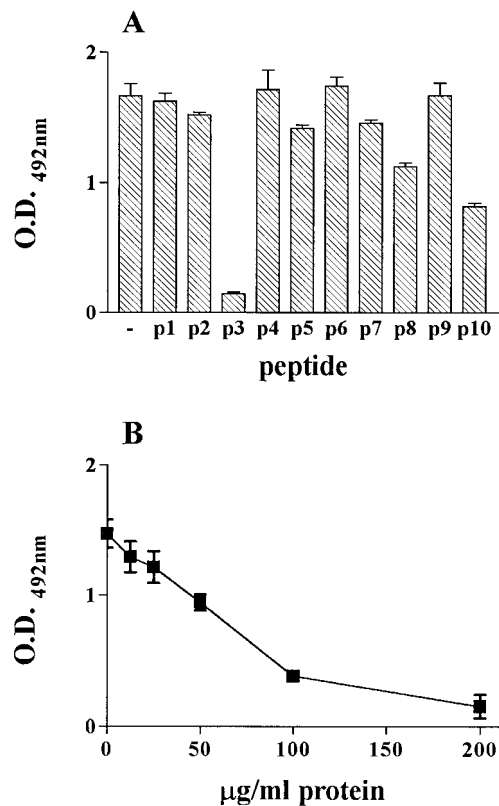 A
2
1
0
O.D. 492nm
- p1 p2 p3 p4 p5 p6 p7 p8 p9 p10
peptide
B
2
1
0
O.D. 492nm
0 50 100 150 200
µg/ml protein